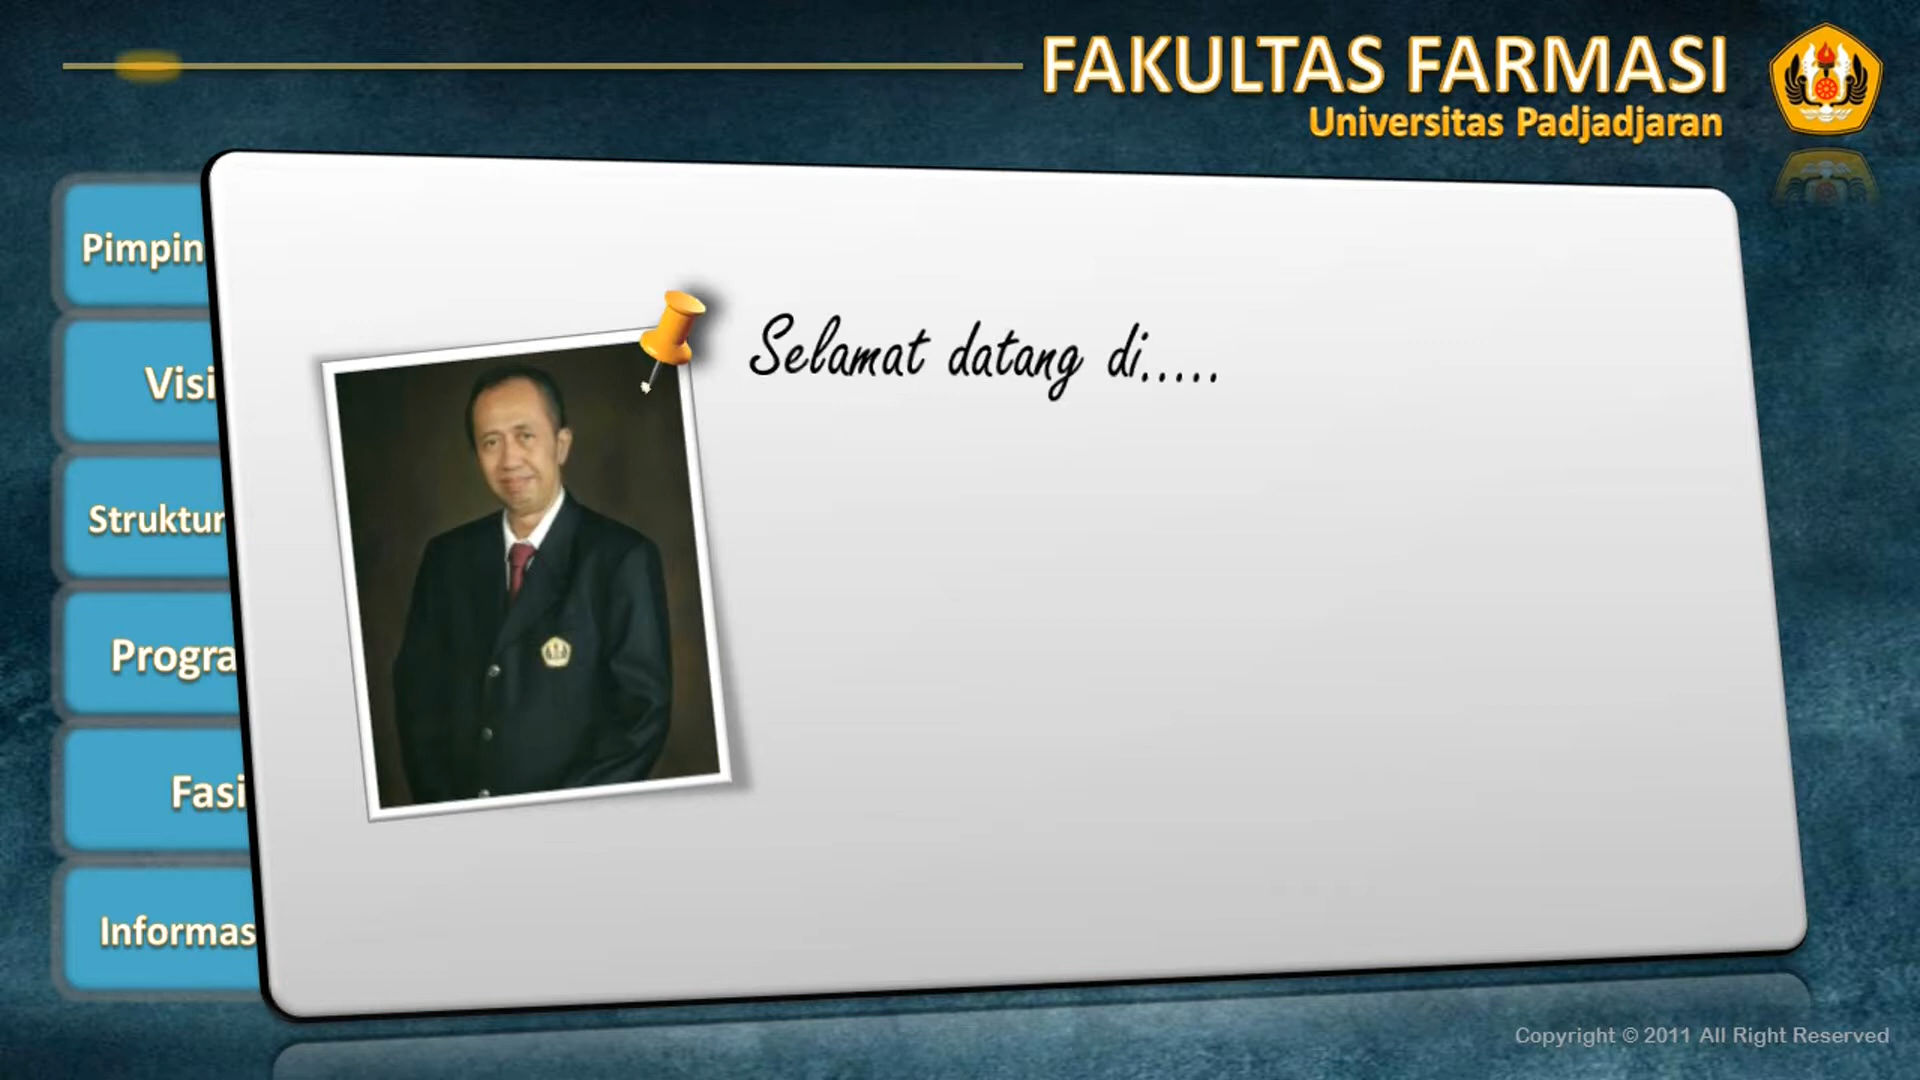 FAKULTAS FARMASI
Universitas Padjadjaran
Pimpin
Visi
Struktur
Progra
Fasi
Informas
Selamat datang di.....
Copyright © 2011 All Right Reserved